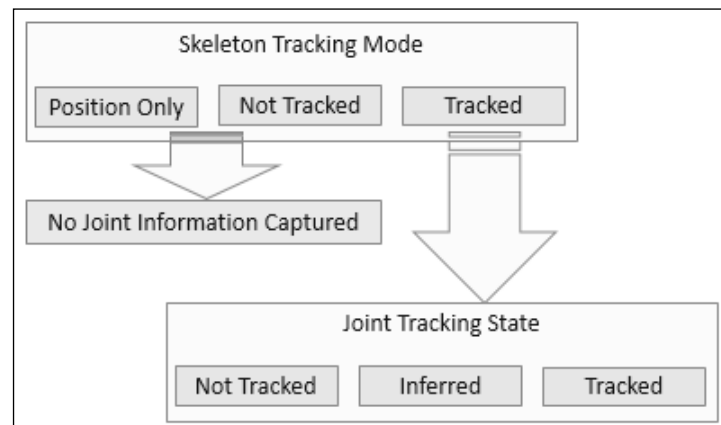 Skeleton Tracking Mode
Position Only
Not Tracked
Tracked
No Joint Information Captured
Joint Tracking State
Not Tracked
Inferred
Tracked